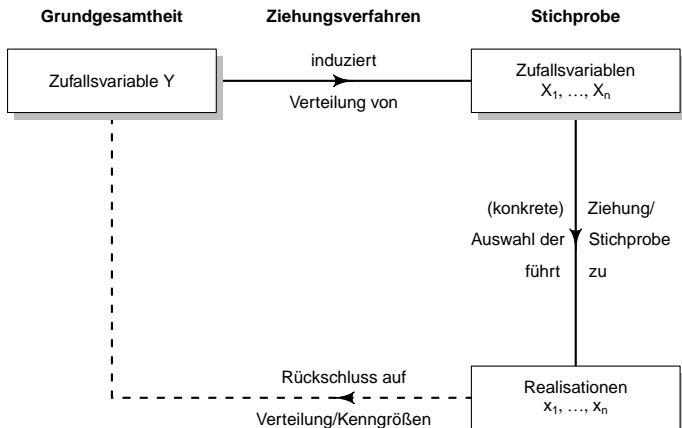 Grundgesamtheit Ziehungsverfahren Stichprobe
Zufallsvariable Y
induziert
Verteilung von
Zufallsvariablen
X₁, …, Xₙ
(konkrete) Ziehung/
Auswahl der Stichprobe
führt zu
Rückschluss auf
Verteilung/Kenngrößen
Realisationen
x₁, …, xₙ